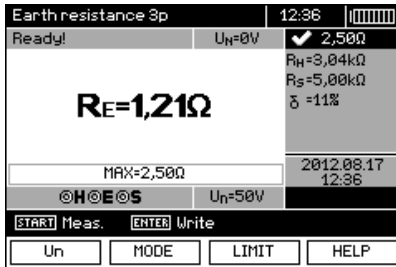 Earth resistance 3p 12:36
Ready! UN=0V ✔ 2,50Ω
RH=3,04kΩ
RS=5,00kΩ
δ =11%
RE=1,21Ω
MAX=2,50Ω
2012.08.17
12:36
◎H◎E◎S Un=50V
START Meas. ENTER Write
Un MODE LIMIT HELP